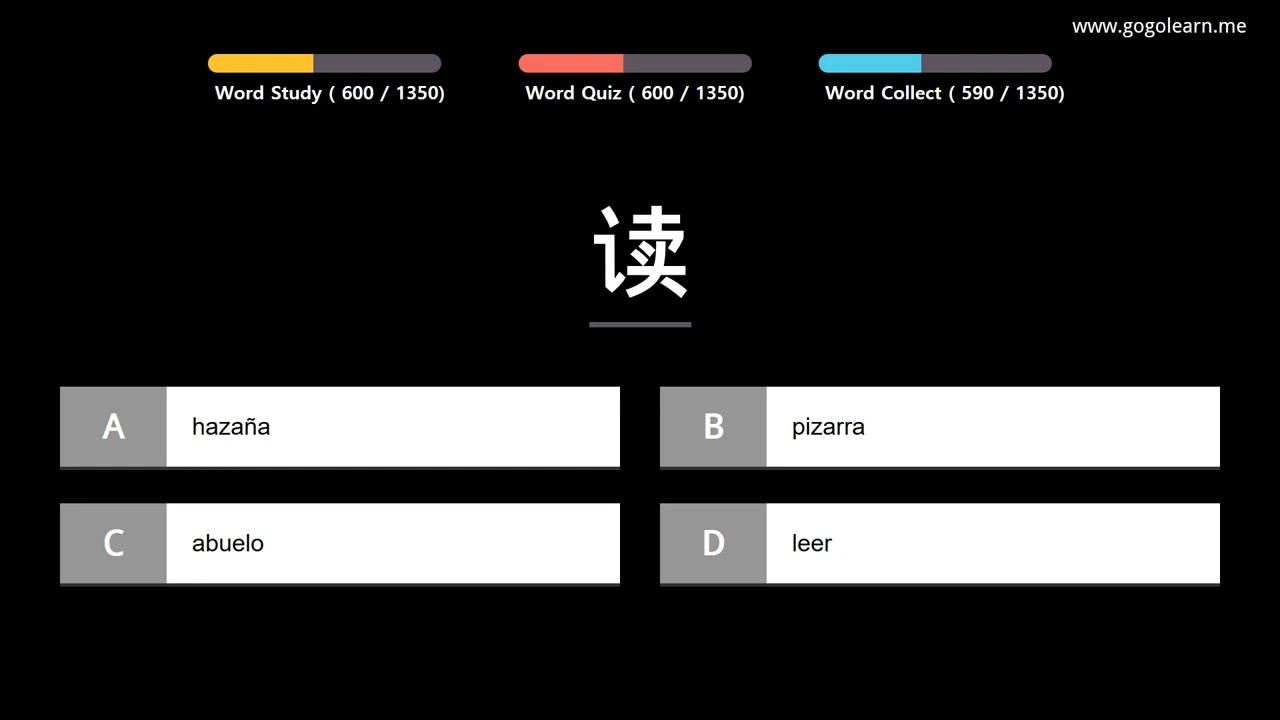 www.gogolearn.me
Word Study ( 600 / 1350)
Word Quiz ( 600 / 1350)
Word Collect ( 590 / 1350)
读
A hazaña
B pizarra
C abuelo
D leer